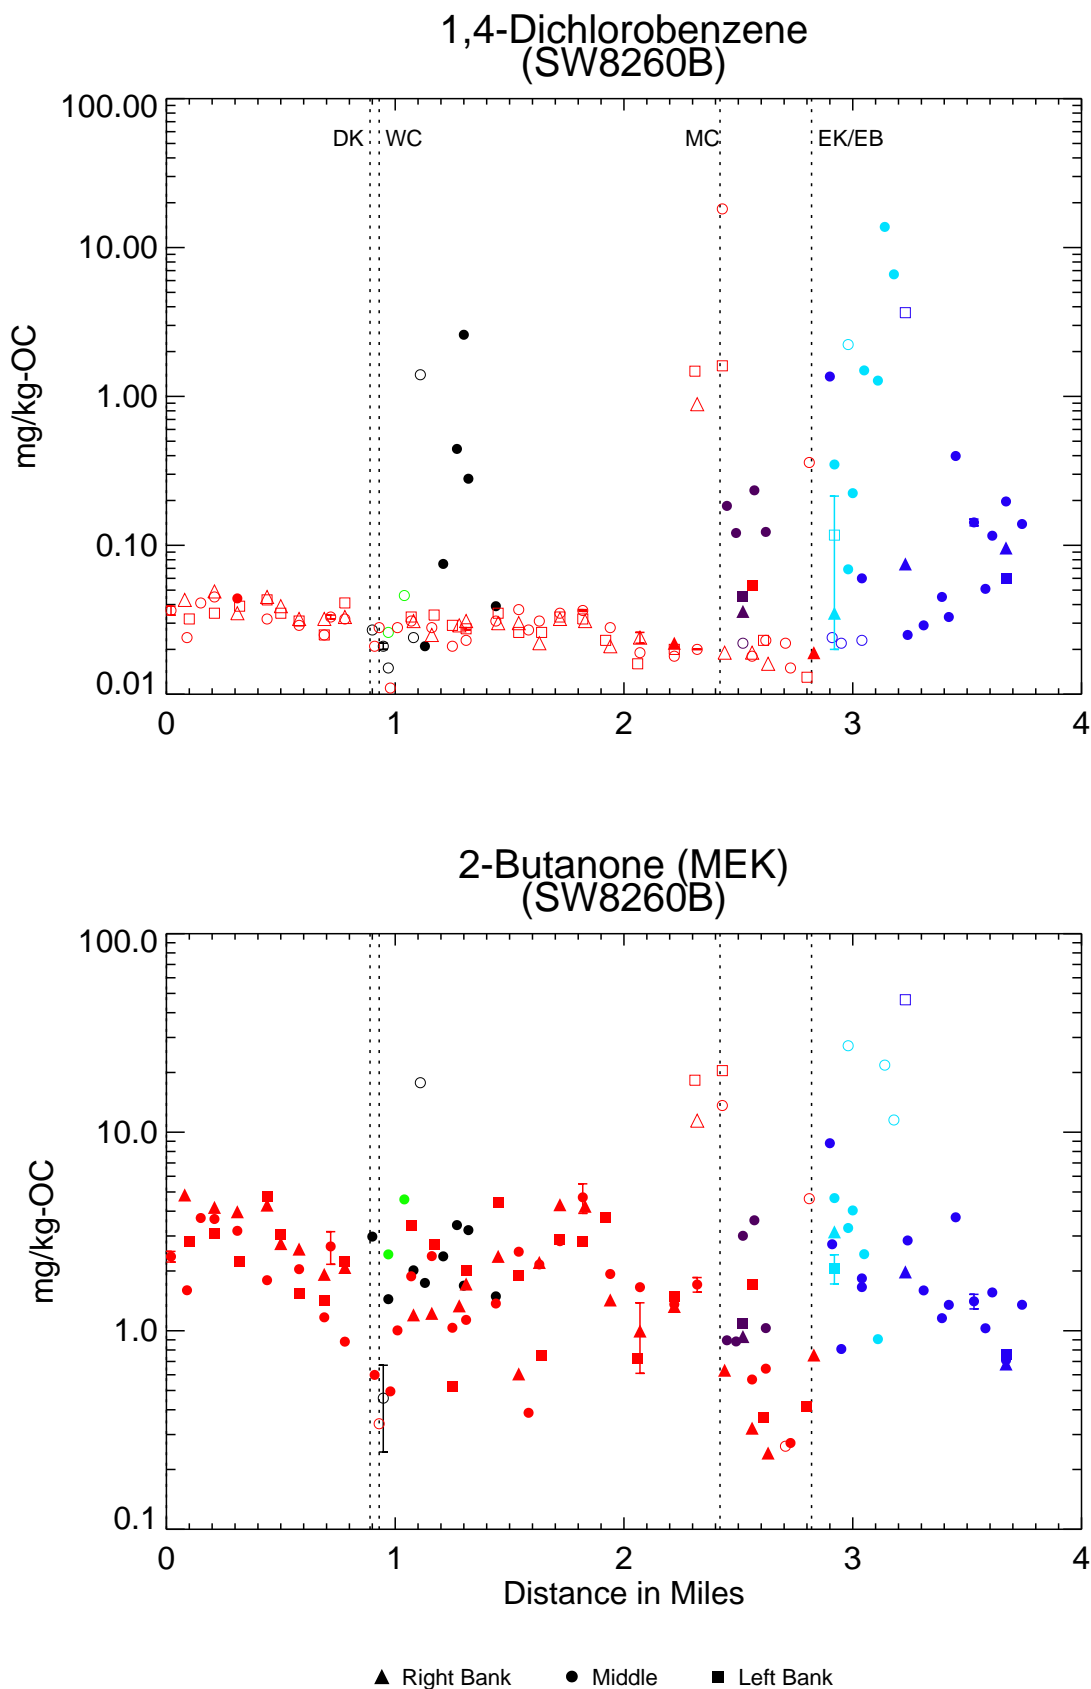 1,4-Dichlorobenzene
(SW8260B)
100.00
DK WC MC EK/EB
10.00
mg/kg-OC
1.00
0.10
0.01
0 1 2 3 4
2-Butanone (MEK)
(SW8260B)
100.0
10.0
mg/kg-OC
1.0
0.1
0 1 2 3 4
Distance in Miles
Right Bank Middle Left Bank